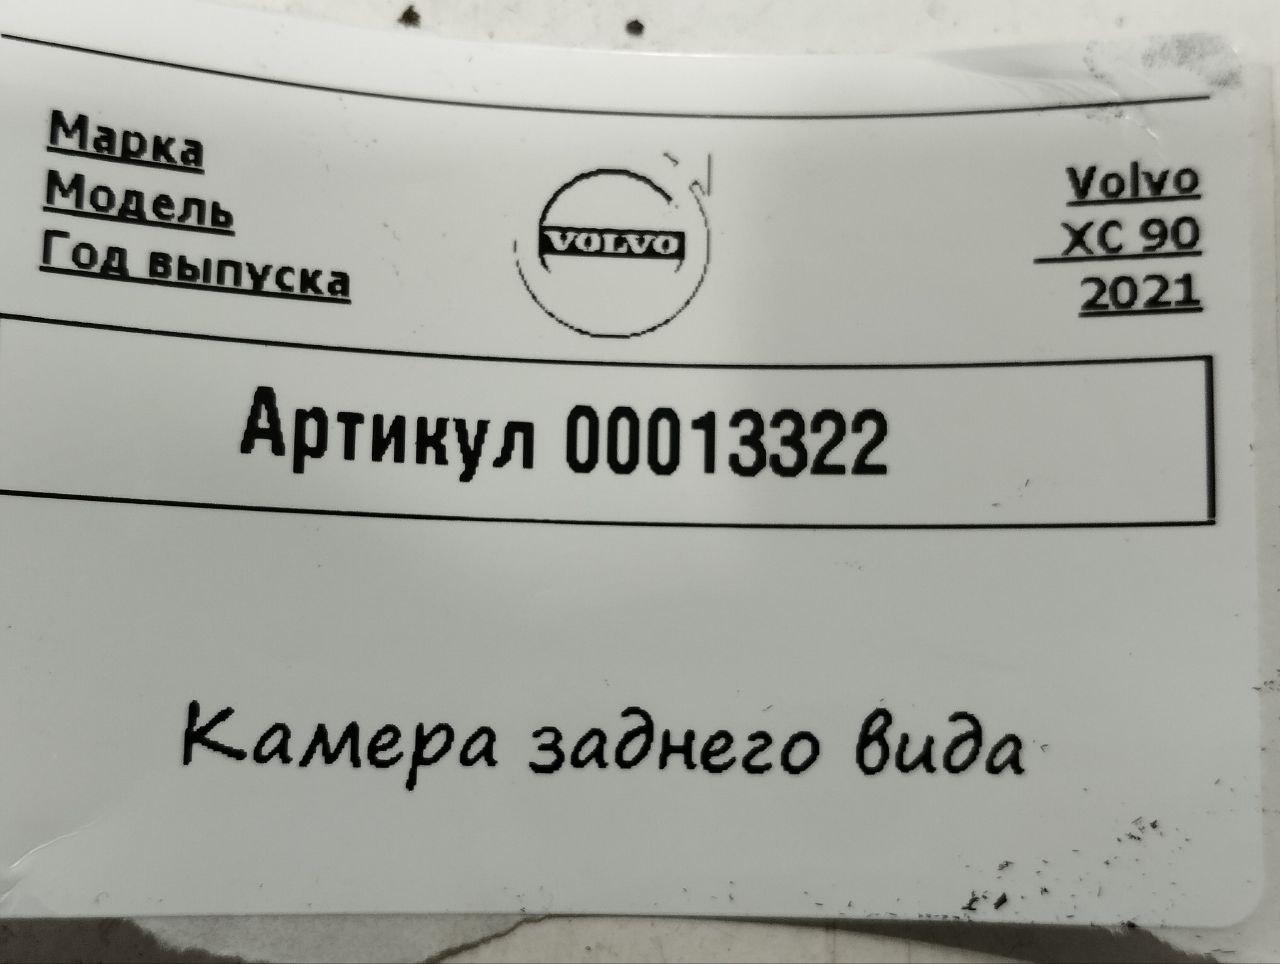 Марка
Модель
Год выпуска
VOLVO
Volvo
XC 90
2021
Артикул 00013322
Камера заднего вида